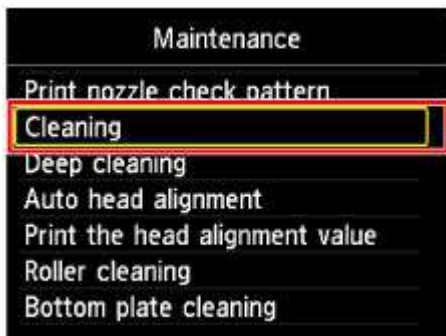 Maintenance
Print nozzle check pattern
Cleaning
Deep cleaning
Auto head alignment
Print the head alignment value
Roller cleaning
Bottom plate cleaning